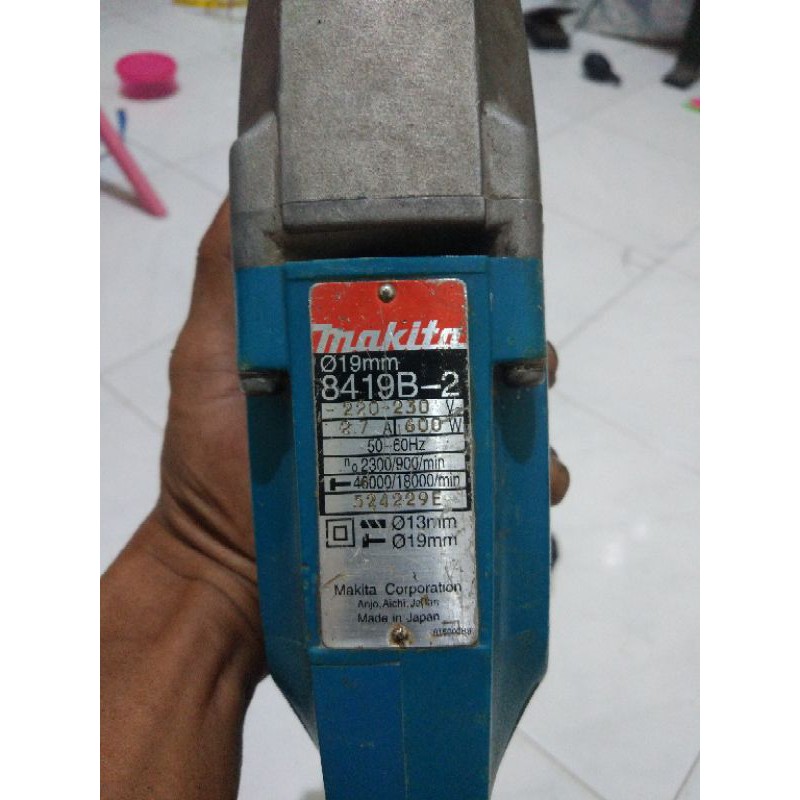 makita
Ø19mm
8419B-2
220-230 V
2.7 A 600 W
50-60Hz
n₀ 2300/900/min
46000/18000/min
524229E
Ø13mm
Ø19mm
Makita Corporation
Anjo, Aichi, Japan
Made in Japan